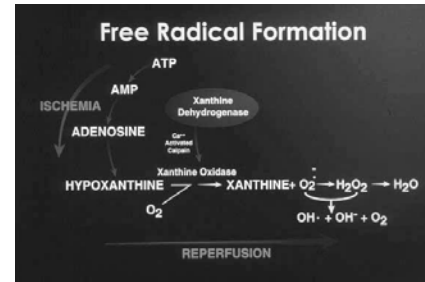 Free Radical Formation
ATP
AMP
ISCHEMIA
Xanthine
Dehydrogenase
ADENOSINE
Ca++
Activated
Calpain
Xanthine Oxidase
HYPOXANTHINE → XANTHINE + O2∸ → H2O2 → H2O
O2
OH· + OH⁻ + O2
REPERFUSION